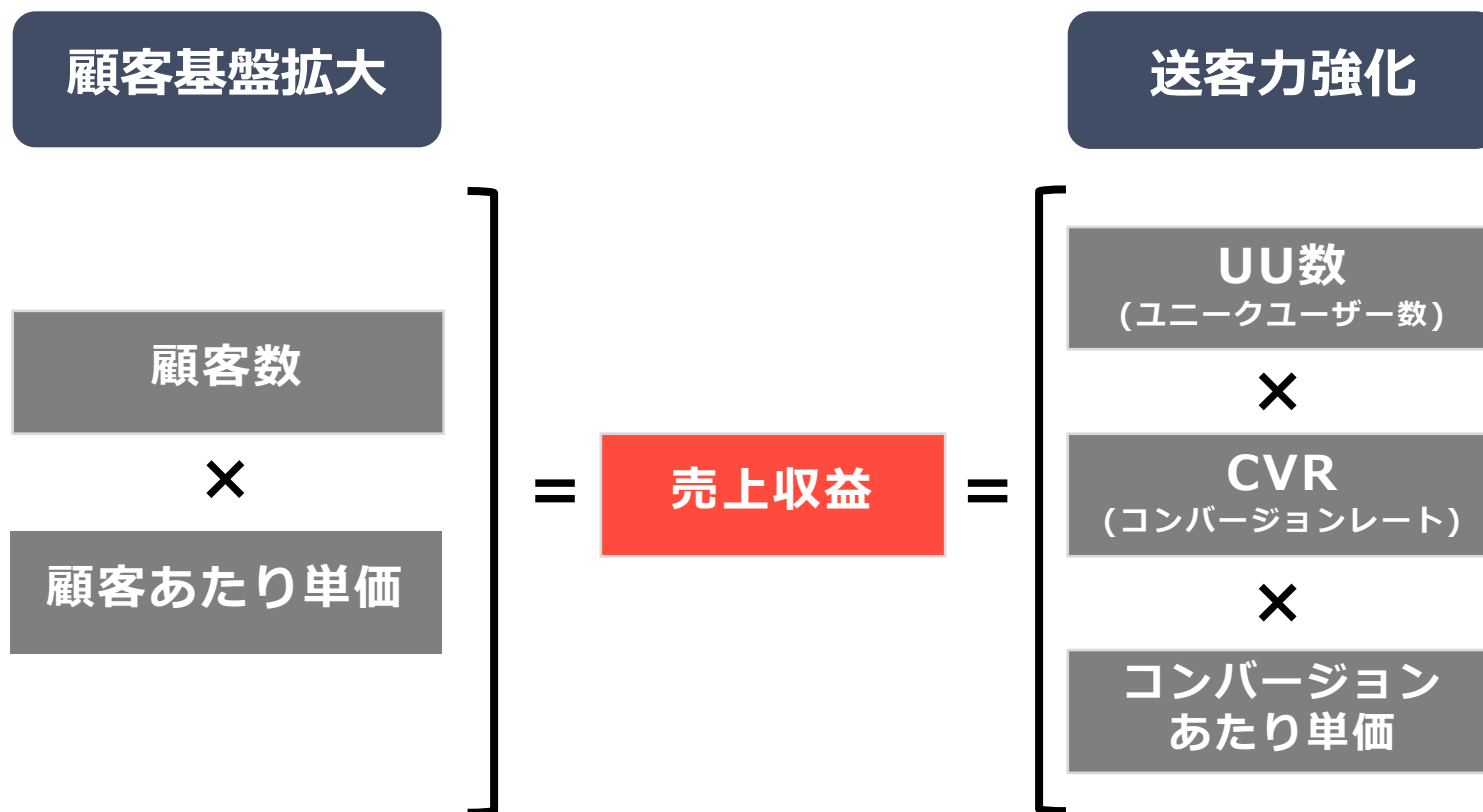 顧客基盤拡大
顧客数
×
顧客あたり単価
=
売上収益
=
送客力強化
UU数
(ユニークユーザー数)
×
CVR
(コンバージョンレート)
×
コンバージョン
あたり単価